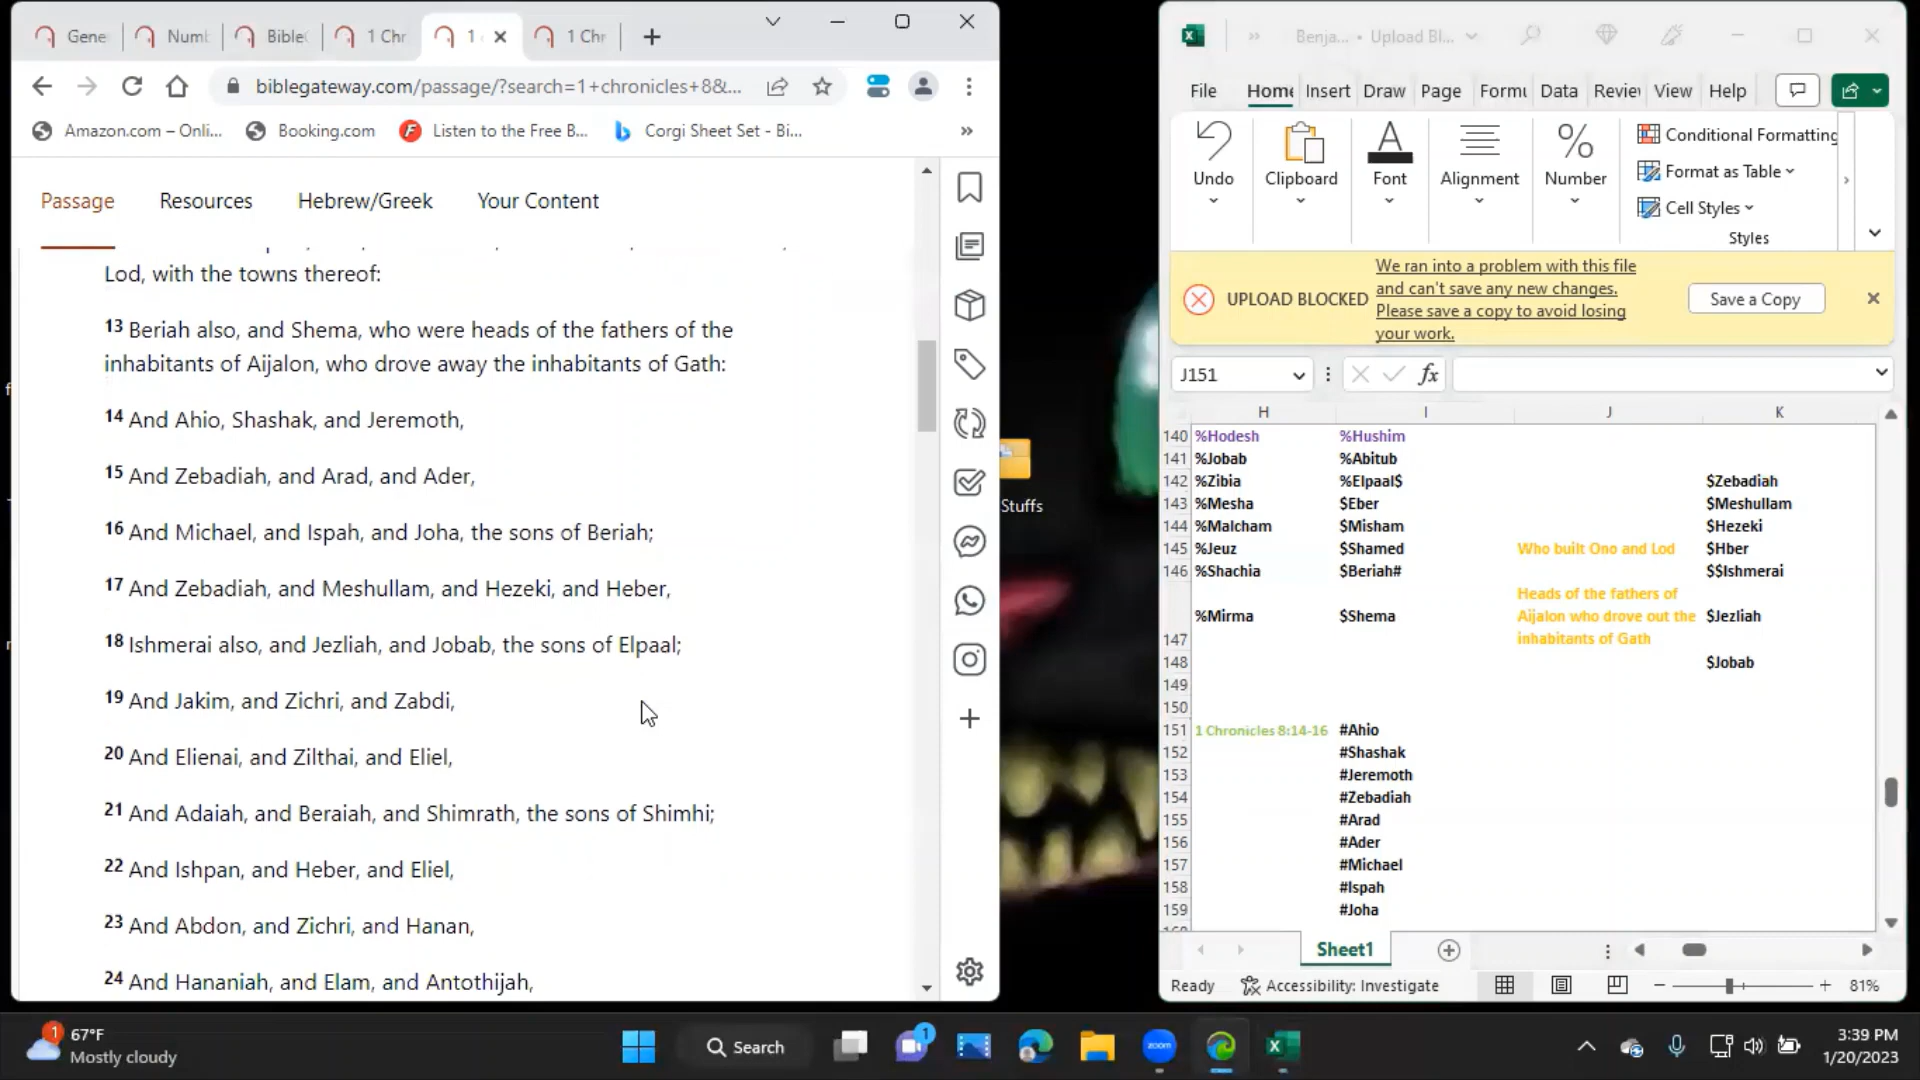 Gene
Numb
Bible
1 Chr
1
1 Chr
biblegateway.com/passage/?search=1+chronicles+8&...
Amazon.com – Onli...
Booking.com
Listen to the Free B...
Corgi Sheet Set - Bi...
Passage Resources Hebrew/Greek Your Content
Lod, with the towns thereof:
13 Beriah also, and Shema, who were heads of the fathers of the
inhabitants of Aijalon, who drove away the inhabitants of Gath:
14 And Ahio, Shashak, and Jeremoth,
15 And Zebadiah, and Arad, and Ader,
16 And Michael, and Ispah, and Joha, the sons of Beriah;
17 And Zebadiah, and Meshullam, and Hezeki, and Heber,
18 Ishmerai also, and Jezliah, and Jobab, the sons of Elpaal;
19 And Jakim, and Zichri, and Zabdi,
20 And Elienai, and Zilthai, and Eliel,
21 And Adaiah, and Beraiah, and Shimrath, the sons of Shimhi;
22 And Ishpan, and Heber, and Eliel,
23 And Abdon, and Zichri, and Hanan,
24 And Hananiah, and Elam, and Antothijah,
Stuffs
Benja... • Upload Bl...
File Home Insert Draw Page Formu Data Review View Help
Undo
Clipboard
Font
Alignment
Number
Conditional Formatting
Format as Table
Cell Styles
Styles
UPLOAD BLOCKED
We ran into a problem with this file
and can't save any new changes.
Please save a copy to avoid losing
your work.
Save a Copy
J151
fx
H I J K
140 %Hodesh %Hushim
141 %Jobab %Abitub
142 %Zibia %Elpaal$ $Zebadiah
143 %Mesha $Eber $Meshullam
144 %Malcham $Misham $Hezeki
145 %Jeuz $Shamed Who built Ono and Lod $Hber
146 %Shachia $Beriah# $$Ishmerai
Heads of the fathers of
%Mirma $Shema Aijalon who drove out the $Jezliah
147 inhabitants of Gath
148 $Jobab
149
150
151 1 Chronicles 8:14-16 #Ahio
152 #Shashak
153 #Jeremoth
154 #Zebadiah
155 #Arad
156 #Ader
157 #Michael
158 #Ispah
159 #Joha
Sheet1
Ready Accessibility: Investigate 81%
1
67°F
Mostly cloudy
Search
1
zoom
3:39 PM
1/20/2023